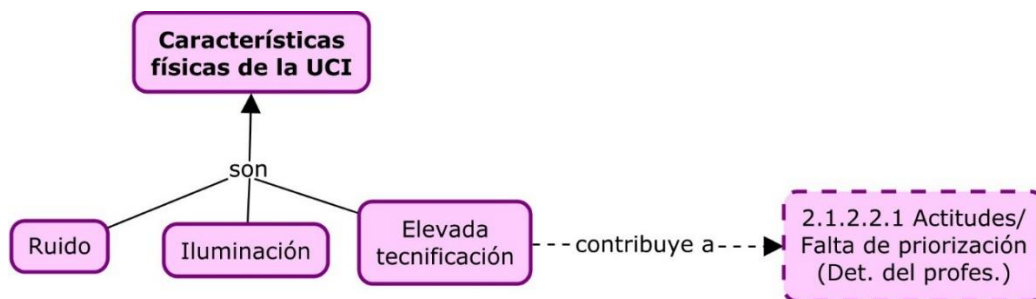 Características
físicas de la UCI
son
Ruido
Iluminación
Elevada
tecnificación
contribuye a
2.1.2.2.1 Actitudes/
Falta de priorización
(Det. del profes.)